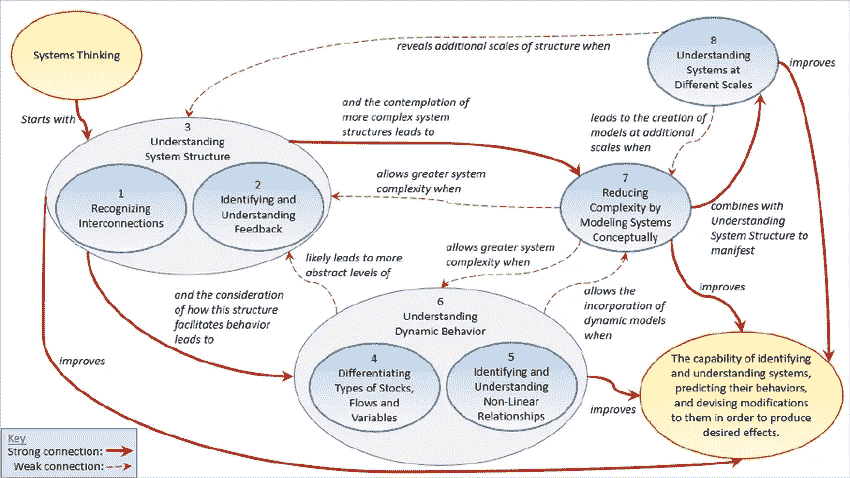 Systems Thinking
Starts with
reveals additional scales of structure when
8
Understanding
Systems at
Different Scales
improves
3
Understanding
System Structure
and the contemplation of
more complex system
structures leads to
leads to the creation of
models at additional
scales when
1
Recognizing
Interconnections
2
Identifying and
Understanding
Feedback
allows greater system
complexity when
7
Reducing
Complexity by
Modeling Systems
Conceptually
combines with
Understanding
System Structure to
manifest
likely leads to more
abstract levels of
allows greater system
complexity when
and the consideration
of how this structure
facilitates behavior
leads to
6
Understanding
Dynamic Behavior
allows the
incorporation of
dynamic models
when
improves
improves
4
Differentiating
Types of Stocks,
Flows and
Variables
5
Identifying and
Understanding
Non-Linear
Relationships
improves
The capability of identifying
and understanding systems,
predicting their behaviors,
and devising modifications
to them in order to produce
desired effects.
Key
Strong connection:
Weak connection: